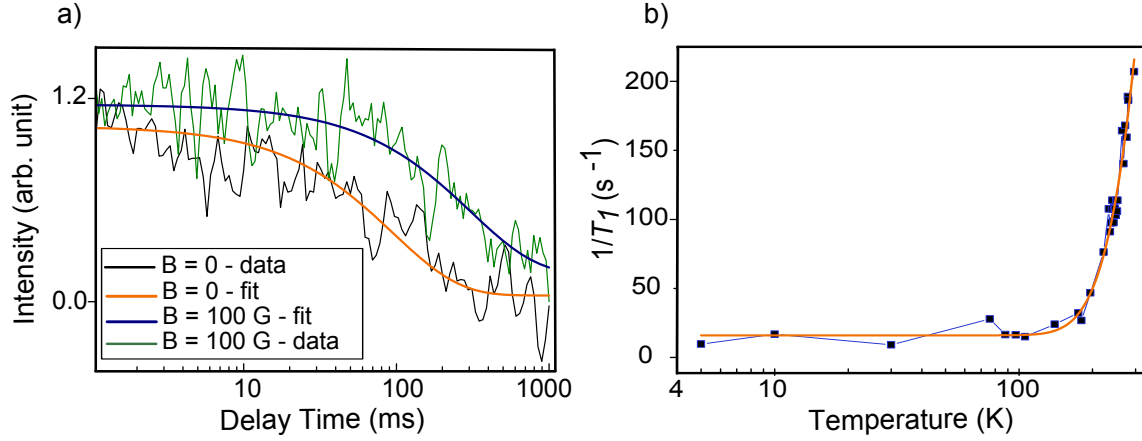 a)
Intensity (arb. unit)
1.2
0.0
B = 0 - data
B = 0 - fit
B = 100 G - fit
B = 100 G - data
10
100
1000
Delay Time (ms)
b)
1/T1 (s⁻¹)
200
150
100
50
0
4
10
100
Temperature (K)